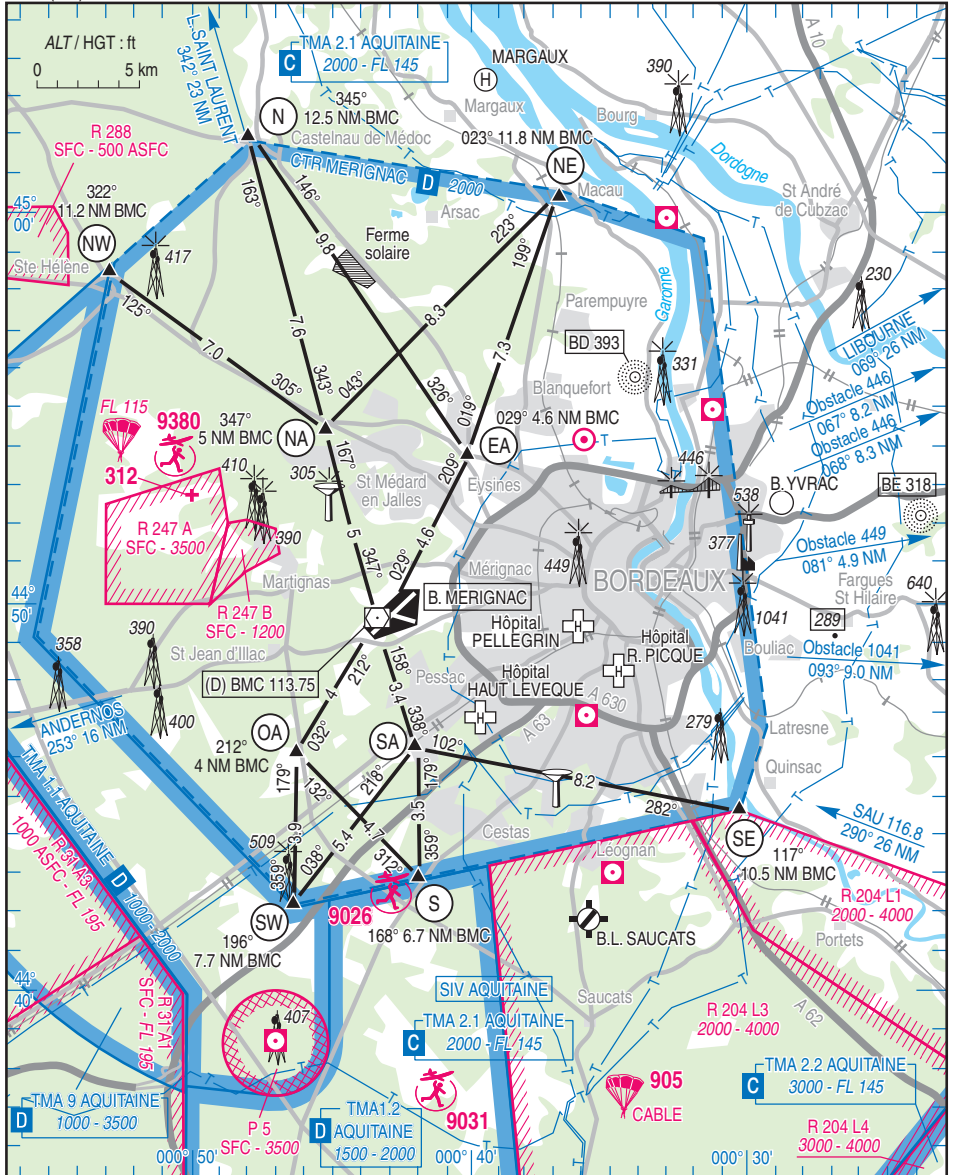 ALT / HGT : ft
0 5 km
L. SAINT LAURENT
342° 23 NM
TMA 2.1 AQUITAINE
C
2000 - FL 145
MARGAUX
H
Margaux
390
A 10
N
345°
12.5 NM BMC
Castelnau de Médoc
023° 11.8 NM BMC
NE
Bourg
Dordogne
R 288
SFC - 500 ASFC
CTR MERIGNAC
D
2000
Macau
St André
de Cubzac
322°
11.2 NM BMC
NW
163°
146°
Arsac
223°
199°
45°
00'
Ste Hélène
417
Ferme
solaire
9.8
Garonne
230
125°
7.0
7.6
8.3
7.3
Parempuyre
BD 393
331
LIBOURNE
069° 26 NM
305°
343°
043°
326°
019°
Blanquefort
Obstacle 446
067° 8.2 NM
Obstacle 446
068° 8.3 NM
FL 115
9380
312
347°
5 NM BMC
NA
167°
029° 4.6 NM BMC
EA
209°
410
305
St Médard
en Jalles
Eysines
446
B. YVRAC
BE 318
538
R 247 A
SFC - 3500
390
5
4.6
377
Obstacle 449
081° 4.9 NM
347°
029°
Mérignac
449
BORDEAUX
Fargues
St Hilaire
640
Martignas
B. MERIGNAC
44°
50'
R 247 B
SFC - 1200
Hôpital
PELLEGRIN
1041
289
358
390
St Jean d'Illac
212°
158°
Hôpital
R. PICQUE
Bouliac
Obstacle 1041
093° 9.0 NM
(D) BMC 113.75
4
3.4
Pessac
Hôpital
HAUT LEVEQUE
400
A 63
A 630
279
Latresne
ANDERNOS
253° 16 NM
OA
212°
4 NM BMC
032°
SA
338°
102°
Quinsac
179°
132°
218°
179°
8.2
282°
SAU 116.8
290° 26 NM
TMA 1.1 AQUITAINE
D
1000 - 2000
R 31 A3
1000 ASFC - FL 195
3.9
5.4
4.7
3.5
Cestas
SE
117°
10.5 NM BMC
509
359°
038°
312°
359°
Léognan
SW
9026
S
R 204 L1
2000 - 4000
196°
7.7 NM BMC
168° 6.7 NM BMC
B.L. SAUCATS
Portets
44°
40'
R 31 A1
SFC - FL 195
SIV AQUITAINE
Saucats
407
TMA 2.1 AQUITAINE
C
2000 - FL 145
R 204 L3
2000 - 4000
A 62
TMA 9 AQUITAINE
D
1000 - 3500
P 5
SFC - 3500
TMA1.2
AQUITAINE
D
1500 - 2000
9031
905
CABLE
TMA 2.2 AQUITAINE
C
3000 - FL 145
R 204 L4
3000 - 4000
000° 50'
000° 40'
000° 30'